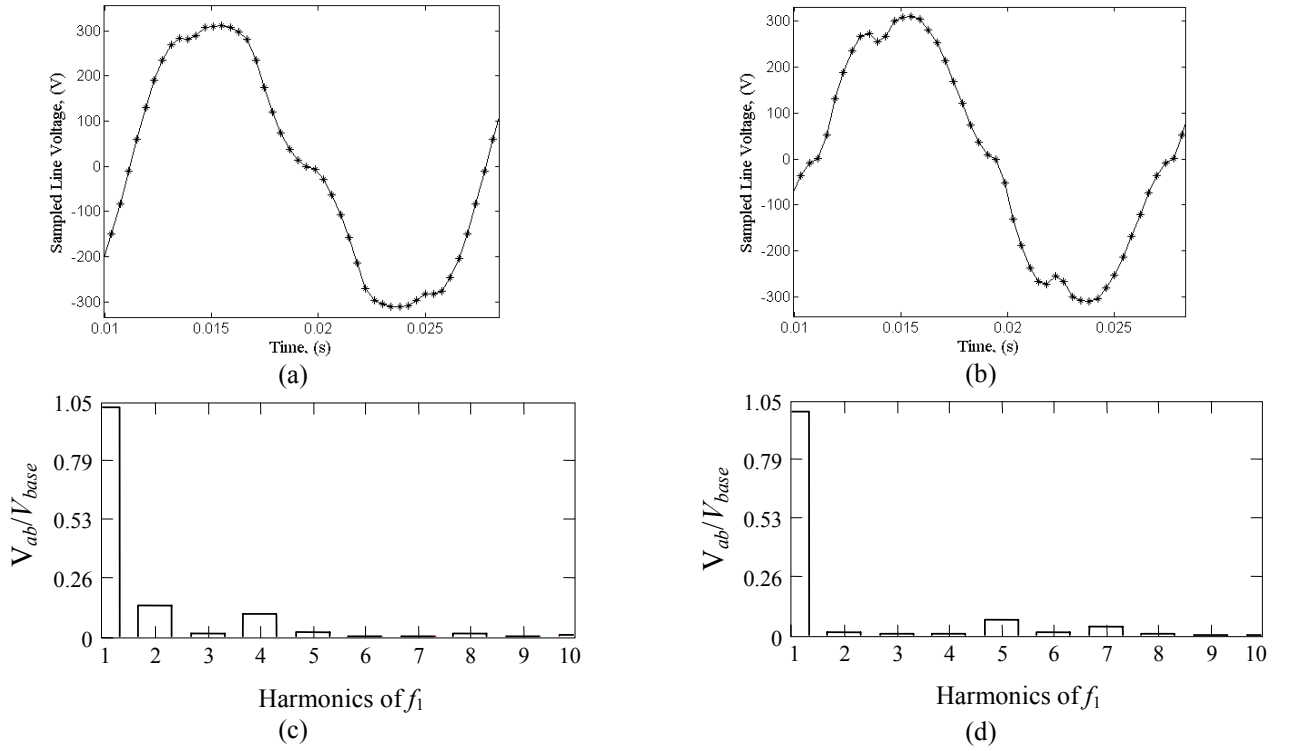 300
200
100
0
-100
-200
-300
Sampled Line Voltage, (V)
0.01 0.015 0.02 0.025
Time, (s)
(a)
300
200
100
0
-100
-200
-300
Sampled Line Voltage, (V)
0.01 0.015 0.02 0.025
Time, (s)
(b)
1.05
0.79
0.53
0.26
0
Vab/Vbase
1 2 3 4 5 6 7 8 9 10
Harmonics of f1
(c)
1.05
0.79
0.53
0.26
0
Vab/Vbase
1 2 3 4 5 6 7 8 9 10
Harmonics of f1
(d)